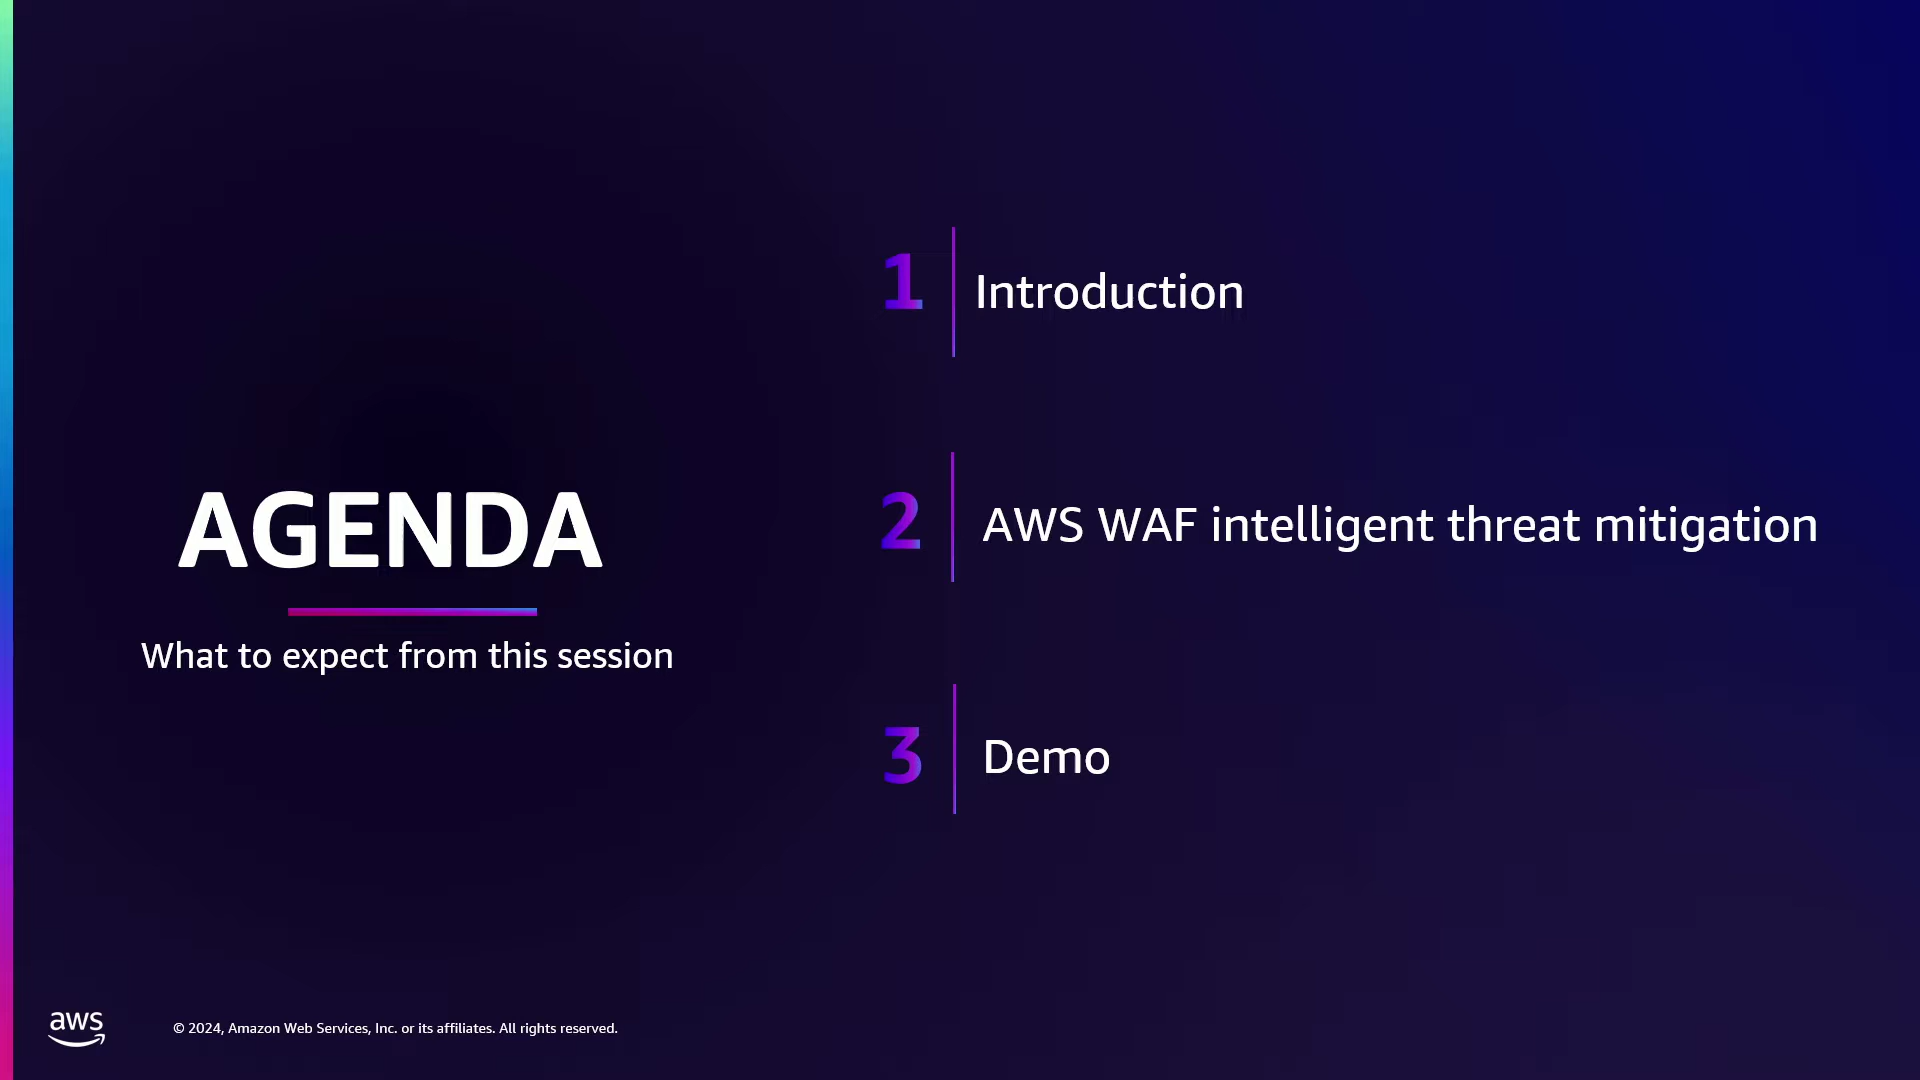 AGENDA
What to expect from this session
1
Introduction
2
AWS WAF intelligent threat mitigation
3
Demo
aws
© 2024, Amazon Web Services, Inc. or its affiliates. All rights reserved.